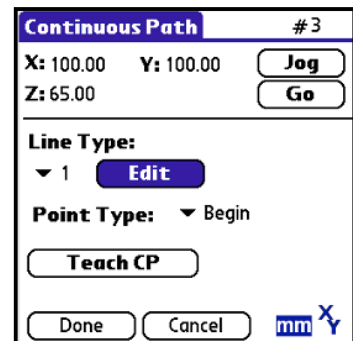 Continuous Path #3
X: 100.00 Y: 100.00 Jog
Z: 65.00 Go
Line Type:
1 Edit
Point Type: Begin
Teach CP
Done Cancel mm XY